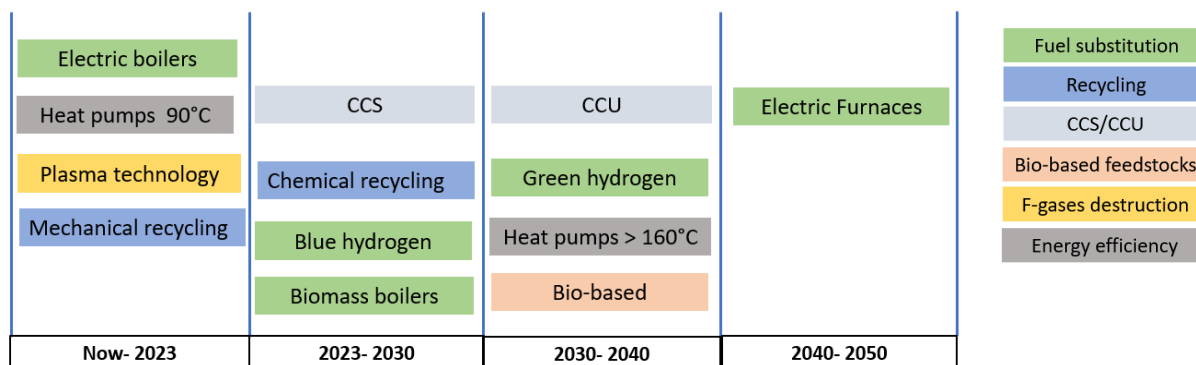 Electric boilers
Heat pumps 90°C
Plasma technology
Mechanical recycling
CCS
Chemical recycling
Blue hydrogen
Biomass boilers
CCU
Green hydrogen
Heat pumps > 160°C
Bio-based
Electric Furnaces
Now- 2023
2023- 2030
2030- 2040
2040- 2050
Fuel substitution
Recycling
CCS/CCU
Bio-based feedstocks
F-gases destruction
Energy efficiency